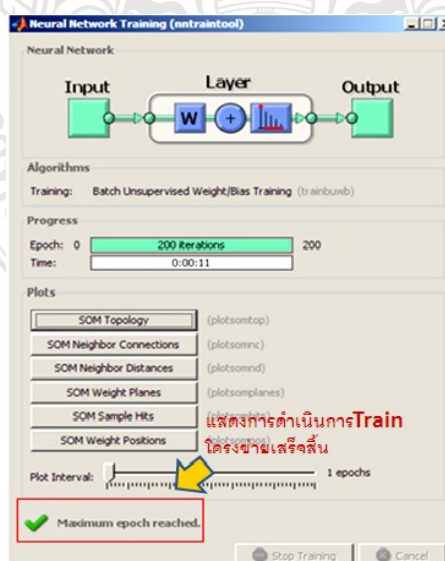 Neural Network Training (nntraintool)
Neural Network
Input
Layer
Output
W
+
Algorithms
Training: Batch Unsupervised Weight/Bias Training (trainbuwb)
Progress
Epoch: 0 200 iterations 200
Time: 0:00:11
Plots
SOM Topology (plotsomtop)
SOM Neighbor Connections (plotsomnc)
SOM Neighbor Distances (plotsomnd)
SOM Weight Planes (plotsomplanes)
SOM Sample Hits
แสดงการดำเนินการTrain
SOM Weight Positions
โครงข่ายเสร็จสิ้น
Plot Interval: 1 epochs
Maximum epoch reached.
Stop Training Cancel